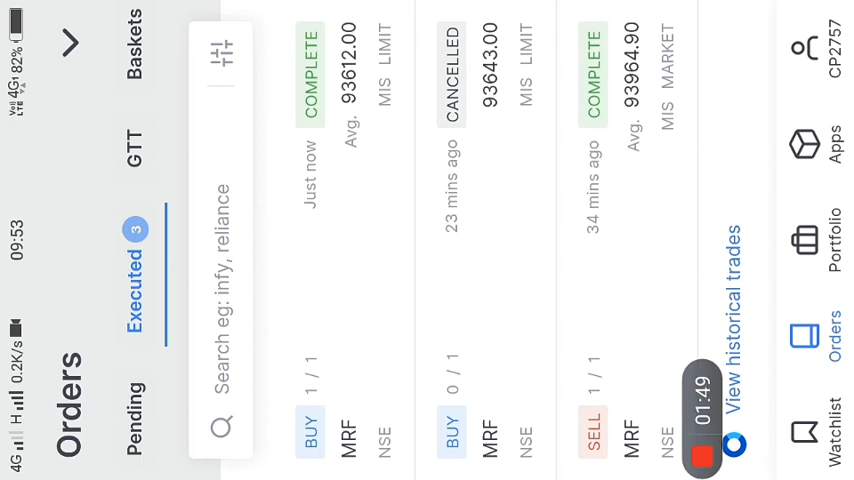 4G H 0.2K/s 09:53 Vo)) LTE 4G 82%
Orders
Pending Executed 3 GTT Baskets
Search eg: infy, reliance
BUY 1 / 1 Just now COMPLETE
MRF Avg. 93612.00
NSE MIS LIMIT
BUY 0 / 1 23 mins ago CANCELLED
MRF 93643.00
NSE MIS LIMIT
SELL 1 / 1 34 mins ago COMPLETE
MRF Avg. 93964.90
NSE MIS MARKET
01:49
View historical trades
Watchlist Orders Portfolio Apps CP2757